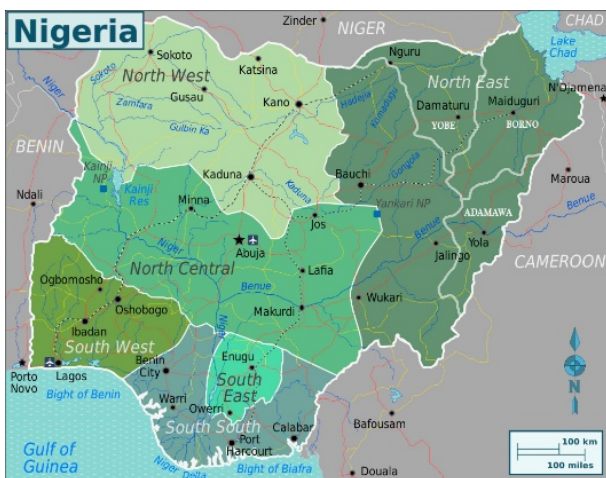 Nigeria
Zinder
NIGER
CHAD
Lake
Chad
Sokoto
Katsina
Nguru
North West
North East
N'Djamena
Sokoto
Niger
Gusau
Kano
Hadejia
Komadugu
Damaturu
Maiduguri
Zamfara
YOBE
BORNO
Gulbin Ka
BENIN
Kainji
NP
Gongola
Maroua
Kaduna
Bauchi
Kaduna
Ndali
Kainji
Res
Minna
Yankari NP
Benue
Jos
ADAMAWA
Benue
Niger
Abuja
Yola
Jalingo
North Central
Lafia
CAMEROON
Ogbomosho
Benue
Wukari
Oshobogo
Makurdi
Ibadan
Niger
South West
Benin
City
Enugu
Porto
Novo
Lagos
South
East
N
Bight of Benin
Warri
Owerri
Calabar
Bafousam
South South
Gulf of
Guinea
Port
Harcourt
100 km
100 miles
Niger Delta
Bight of Biafra
Douala